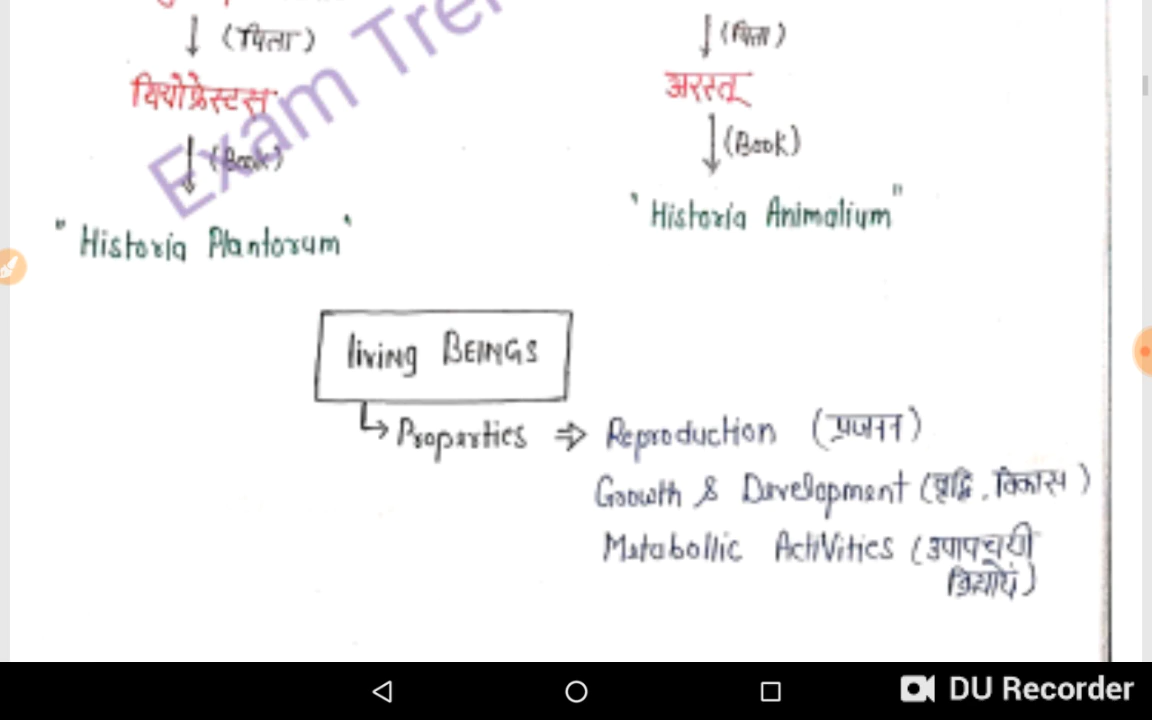 (पिता) (पिता)
थियोफ्रेस्टस अरस्तू
(Book) (Book)
Exam Tren
" Historia Plantorum ' ' Historia Animalium "
living BEINGS
Properties ⇒ Reproduction (प्रजनन)
Growth & Development (वृद्धि, विकास)
Metabollic Activities (उपापचयी
क्रियायें)
DU Recorder